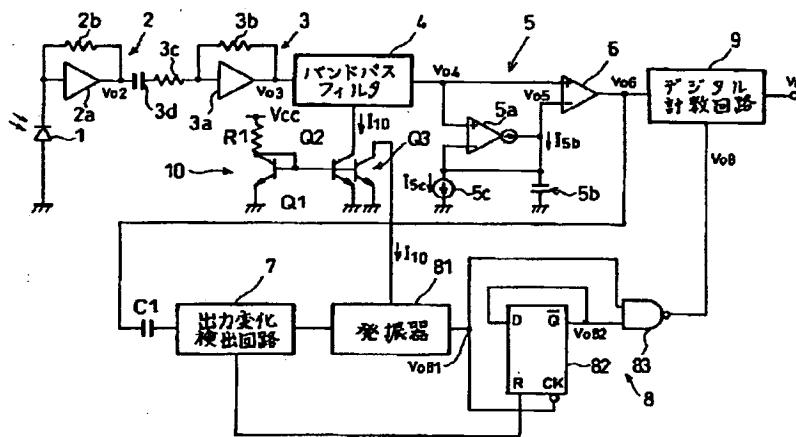 2b
2
3b
3
4
5
6
9
3c
バンドパス
フィルタ
デジタル
計数回路
Vo2
2a
3d
3a
Vo3
Vo4
Vo5
Vo6
5a
Vo
1
Vcc
R1
Q2
I10
Q3
10
Q1
I5b
I5c
5c
5b
Vo8
7
I10
81
C1
出力変化
検出回路
発振器
Vo81
D
Q
Vo82
R
CK
82
83
8